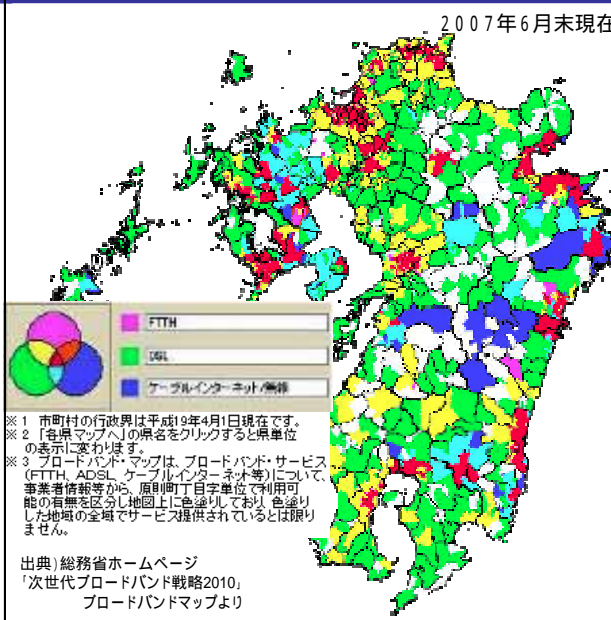 2007年6月末現在
FTTH
DSL
ケーブルインターネット/無線
※1 市町村の行政界は平成19年4月1日現在です。
※2 「各県マップへ」の県名をクリックすると県単位
の表示に変わります。
※3 ブロードバンド・マップは、ブロードバンド・サービス
(FTTH、ADSL、ケーブルインターネット等)について、
事業者情報等から、原則町丁目字単位で利用可
能の有無を区分し地図上に色塗りしており、色塗り
した地域の全域でサービス提供されているとは限り
ません。
出典)総務省ホームページ
「次世代ブロードバンド戦略2010」
ブロードバンドマップより